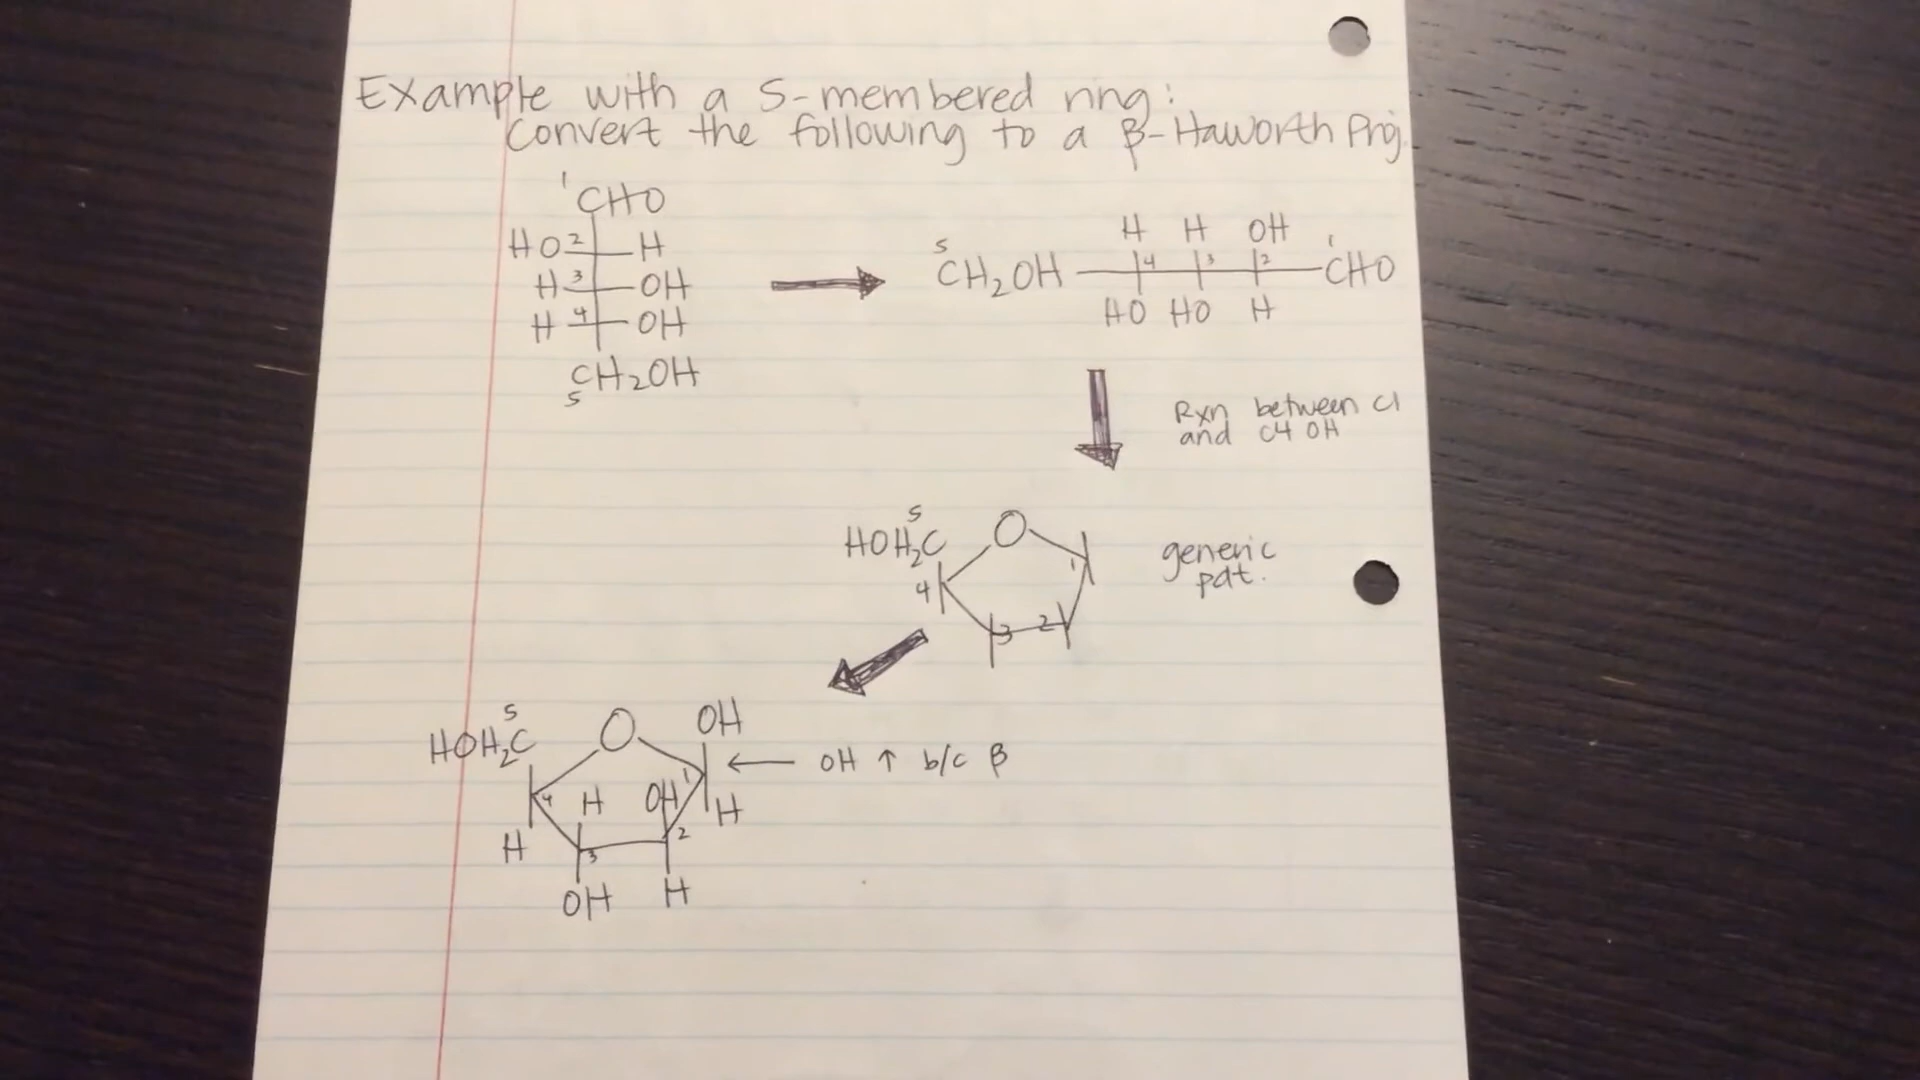 Example with a 5-membered ring:
Convert the following to a β-Haworth Proj.
1
CHO
HO 2 H
H 3 OH
H 4 OH
CH₂OH
5
H H OH
5 1
CH₂OH 4 3 2 CHO
HO HO H
Rxn between C1
and C4 OH
5
HOH₂C O
4 1
3 2
generic
pdt.
5 OH
HOH₂C O
1 ← OH ↑ b/c β
4 H OH H
H 3 2
OH H